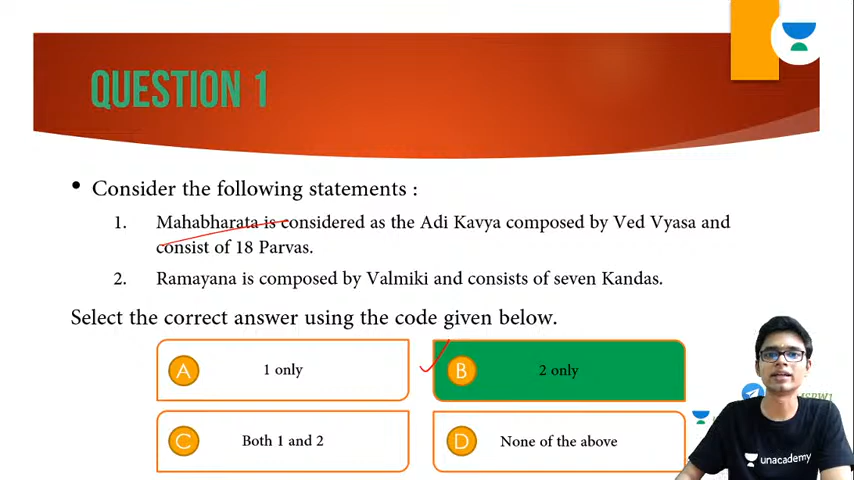 QUESTION 1
• Consider the following statements :
1. Mahabharata is considered as the Adi Kavya composed by Ved Vyasa and
consist of 18 Parvas.
2. Ramayana is composed by Valmiki and consists of seven Kandas.
Select the correct answer using the code given below.
A 1 only
B 2 only
C Both 1 and 2
D None of the above
unacademy